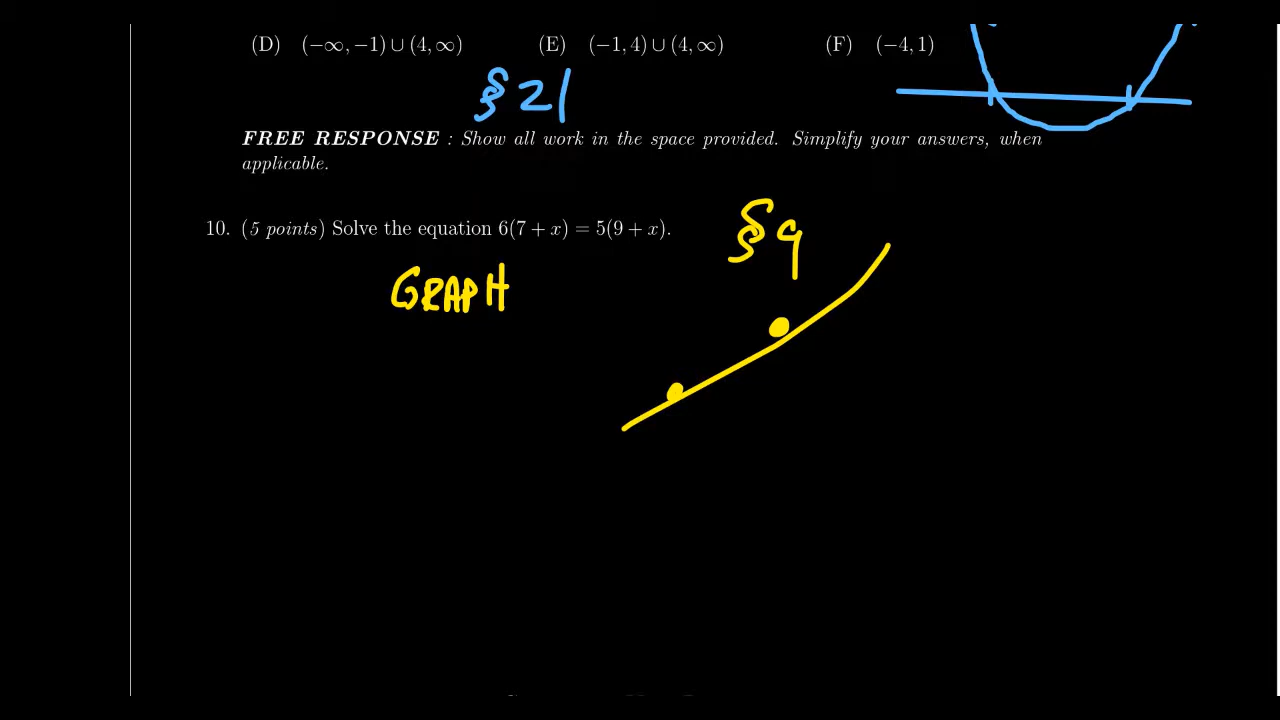 (D) (−∞, −1) ∪ (4, ∞) (E) (−1, 4) ∪ (4, ∞) (F) (−4, 1)
§ 21
FREE RESPONSE : Show all work in the space provided. Simplify your answers, when
applicable.
10. (5 points) Solve the equation 6(7 + x) = 5(9 + x).
§ 9
GRAPH